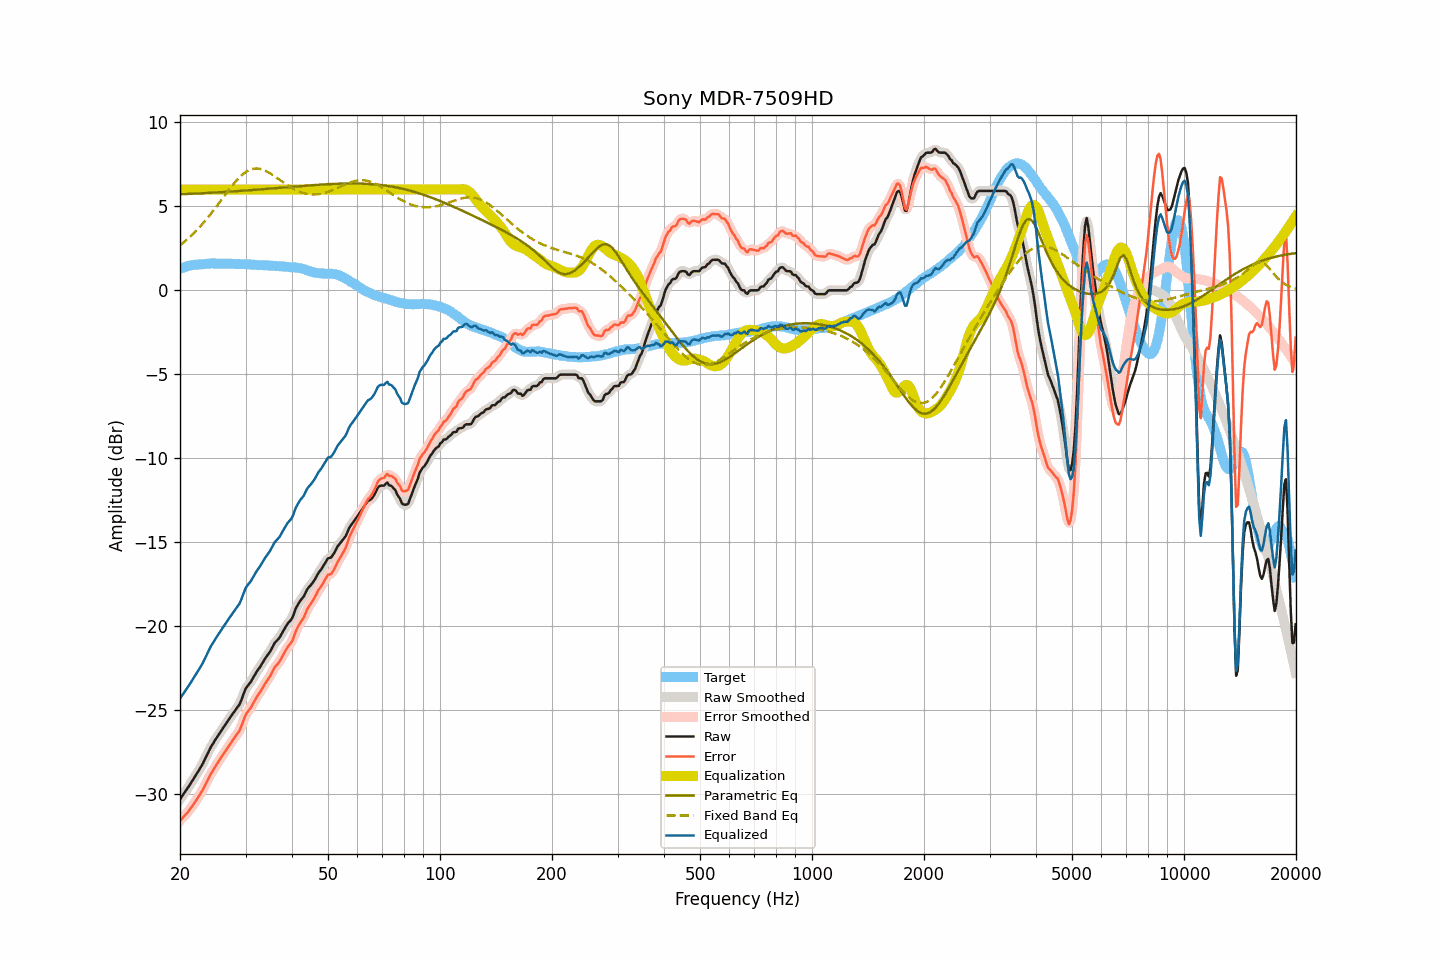 Sony MDR-7509HD
10
5
0
−5
−10
−15
−20
−25
−30
Amplitude (dBr)
Target
Raw Smoothed
Error Smoothed
Raw
Error
Equalization
Parametric Eq
Fixed Band Eq
Equalized
20 50 100 200 500 1000 2000 5000 10000 20000
Frequency (Hz)